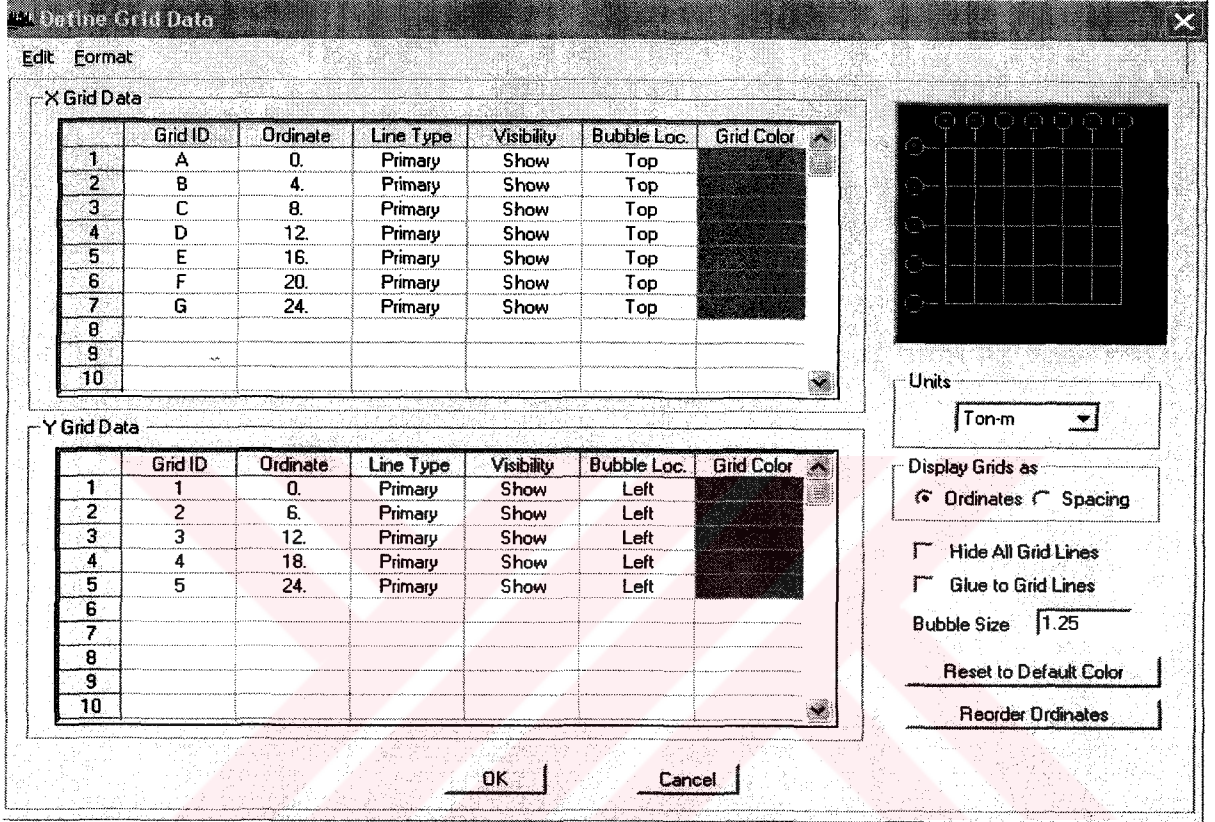 Define Grid Data
Edit Format
X Grid Data
Grid ID Ordinate Line Type Visibility Bubble Loc. Grid Color
1 A 0. Primary Show Top
2 B 4. Primary Show Top
3 C 8. Primary Show Top
4 D 12. Primary Show Top
5 E 16. Primary Show Top
6 F 20. Primary Show Top
7 G 24. Primary Show Top
8
9
10
Y Grid Data
Grid ID Ordinate Line Type Visibility Bubble Loc. Grid Color
1 1 0. Primary Show Left
2 2 6. Primary Show Left
3 3 12. Primary Show Left
4 4 18. Primary Show Left
5 5 24. Primary Show Left
6
7
8
9
10
Units
Ton-m
Display Grids as
Ordinates Spacing
Hide All Grid Lines
Glue to Grid Lines
Bubble Size 1.25
Reset to Default Color
Reorder Ordinates
OK Cancel